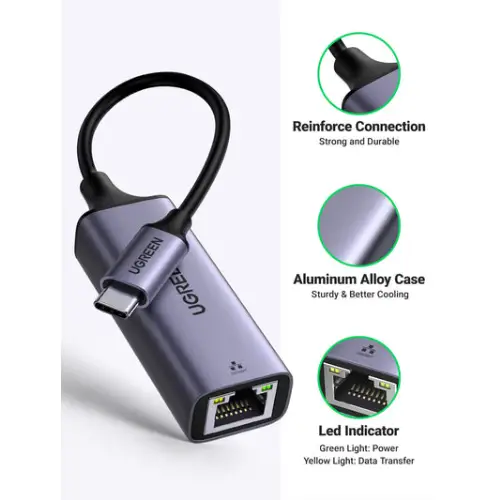 UGREEN
UGREE
Reinforce Connection
Strong and Durable
Aluminum Alloy Case
Sturdy & Better Cooling
Led Indicator
Green Light: Power
Yellow Light: Data Transfer